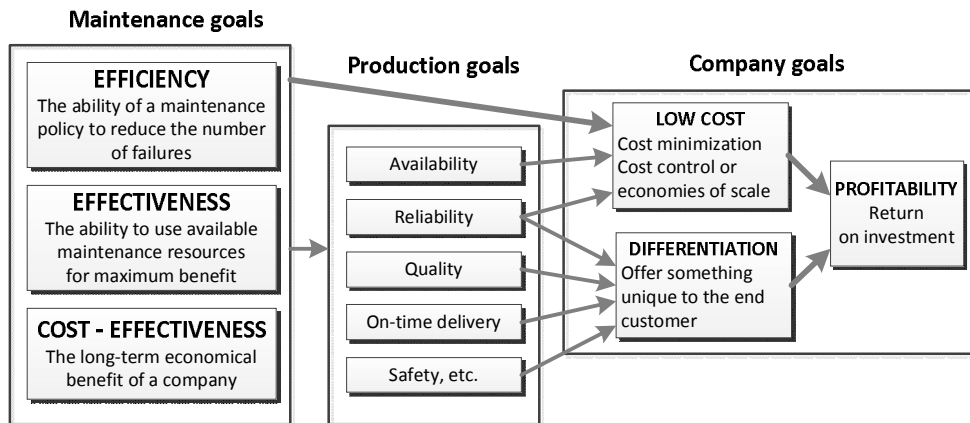 Maintenance goals
EFFICIENCY
The ability of a maintenance
policy to reduce the number
of failures
EFFECTIVENESS
The ability to use available
maintenance resources
for maximum benefit
COST - EFFECTIVENESS
The long-term economical
benefit of a company
Production goals
Availability
Reliability
Quality
On-time delivery
Safety, etc.
Company goals
LOW COST
Cost minimization
Cost control or
economies of scale
DIFFERENTIATION
Offer something
unique to the end
customer
PROFITABILITY
Return
on investment